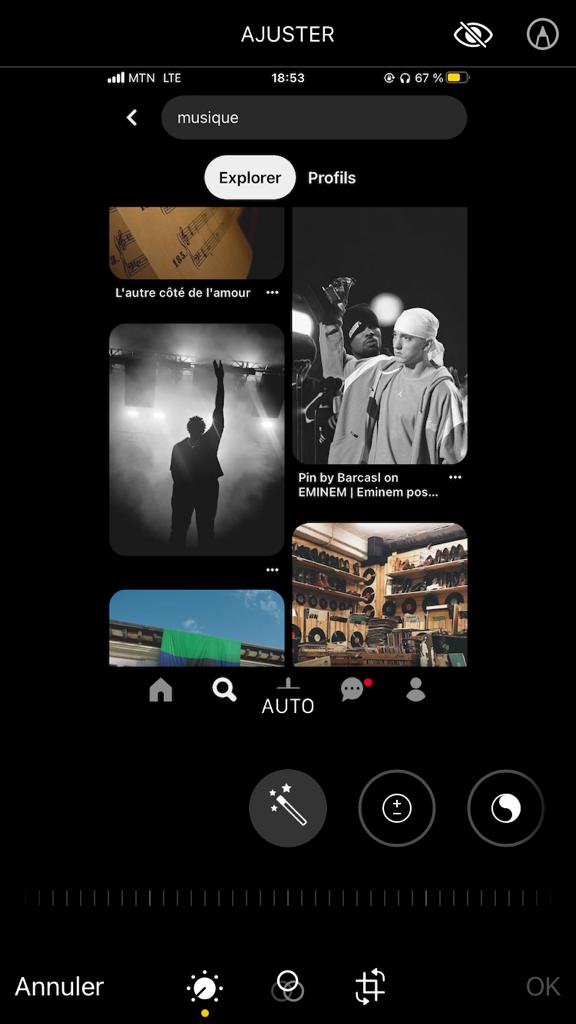 AJUSTER
MTN LTE 18:53 67 %
musique
Explorer Profils
L'autre côté de l'amour
Pin by Barcasl on
EMINEM | Eminem pos...
AUTO
Annuler OK